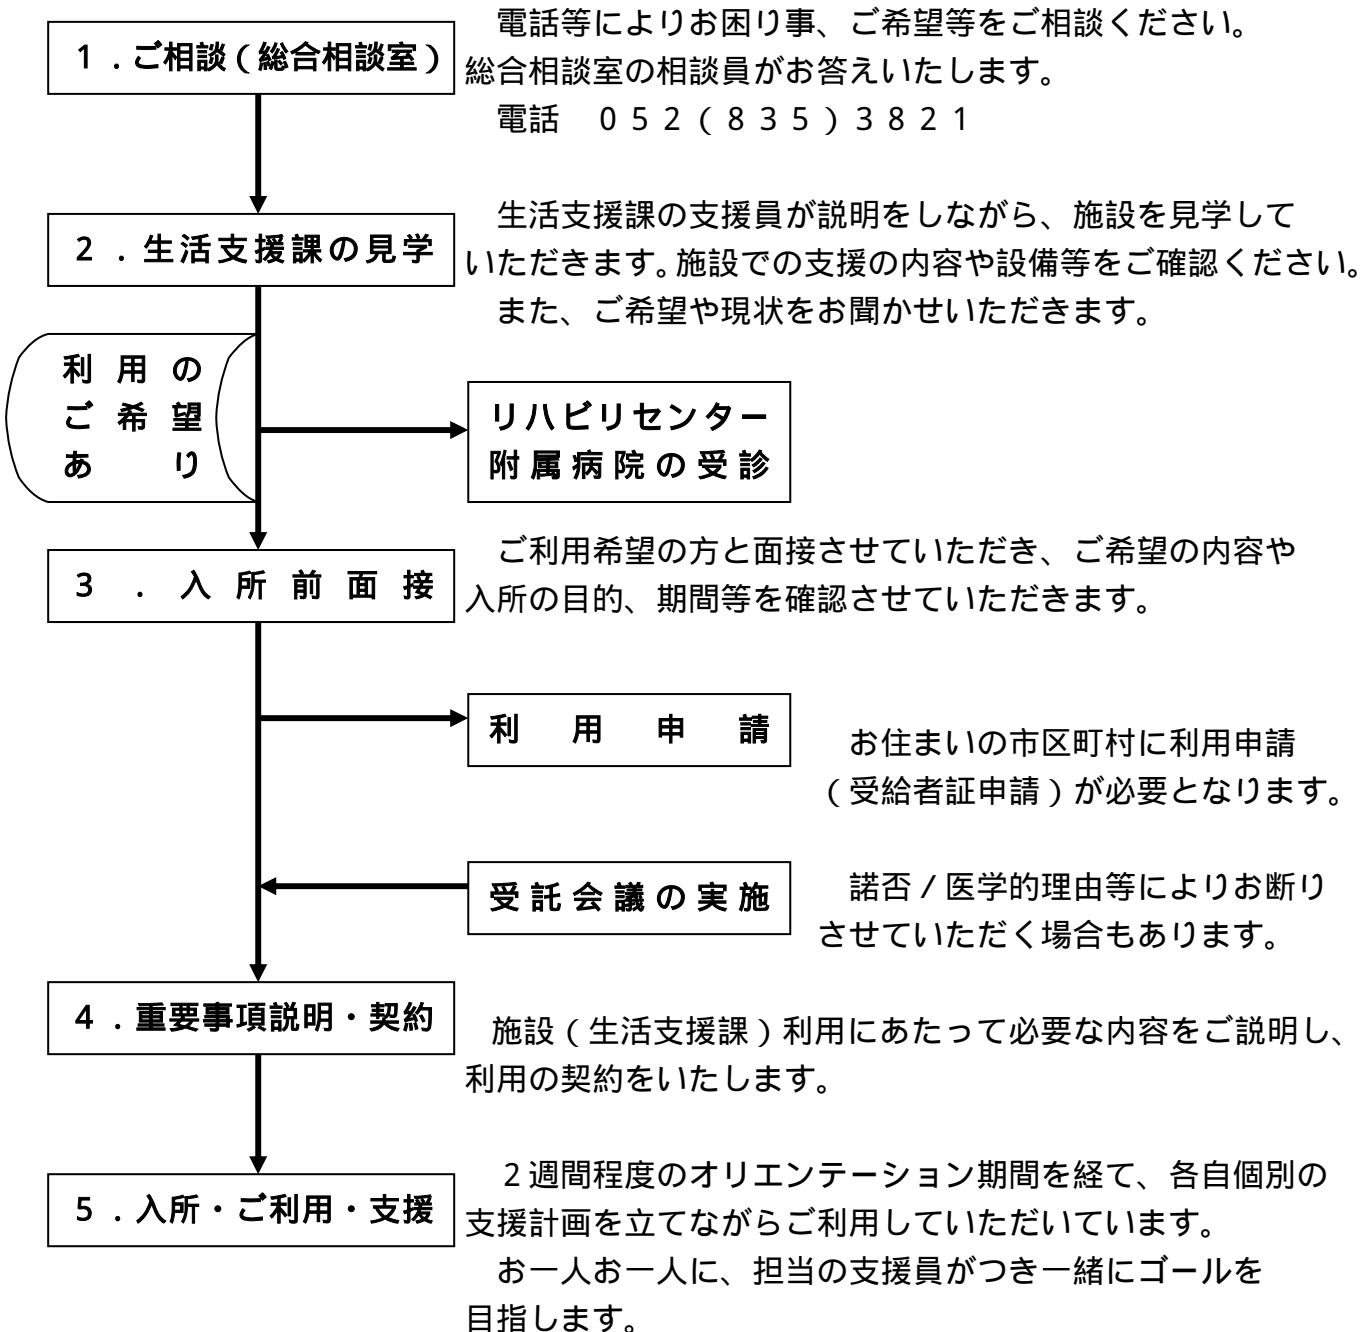 電話等によりお困り事、ご希望等をご相談ください。
1．ご相談（総合相談室）
総合相談室の相談員がお答えいたします。
電話　052（835）3821
生活支援課の支援員が説明をしながら、施設を見学して
2．生活支援課の見学
いただきます。施設での支援の内容や設備等をご確認ください。
また、ご希望や現状をお聞かせいただきます。
利用の
ご希望
あり
リハビリセンター
附属病院の受診
ご利用希望の方と面接させていただき、ご希望の内容や
3．入所前面接
入所の目的、期間等を確認させていただきます。
利用申請
お住まいの市区町村に利用申請
（受給者証申請）が必要となります。
受託会議の実施
諾否／医学的理由等によりお断り
させていただく場合もあります。
4．重要事項説明・契約
施設（生活支援課）利用にあたって必要な内容をご説明し、
利用の契約をいたします。
2週間程度のオリエンテーション期間を経て、各自個別の
5．入所・ご利用・支援
支援計画を立てながらご利用していただいています。
お一人お一人に、担当の支援員がつき一緒にゴールを
目指します。